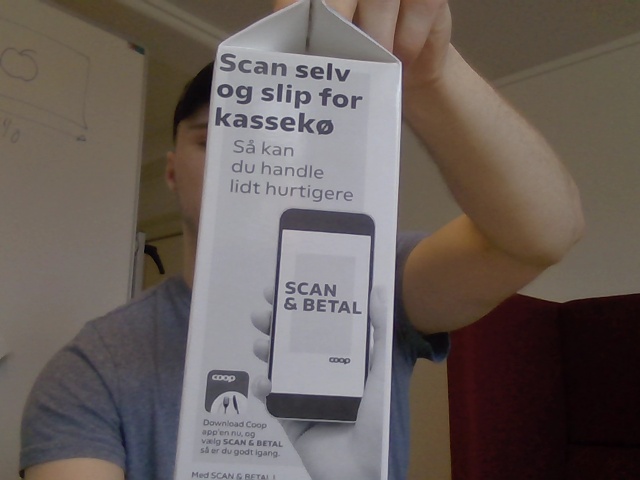 Scan selv
og slip for
kassekø
Så kan
du handle
lidt hurtigere
SCAN
& BETAL
coop
coop
Download Coop
app'en nu, og
vælg SCAN & BETAL
så er du godt igang.
Med SCAN & BETAL